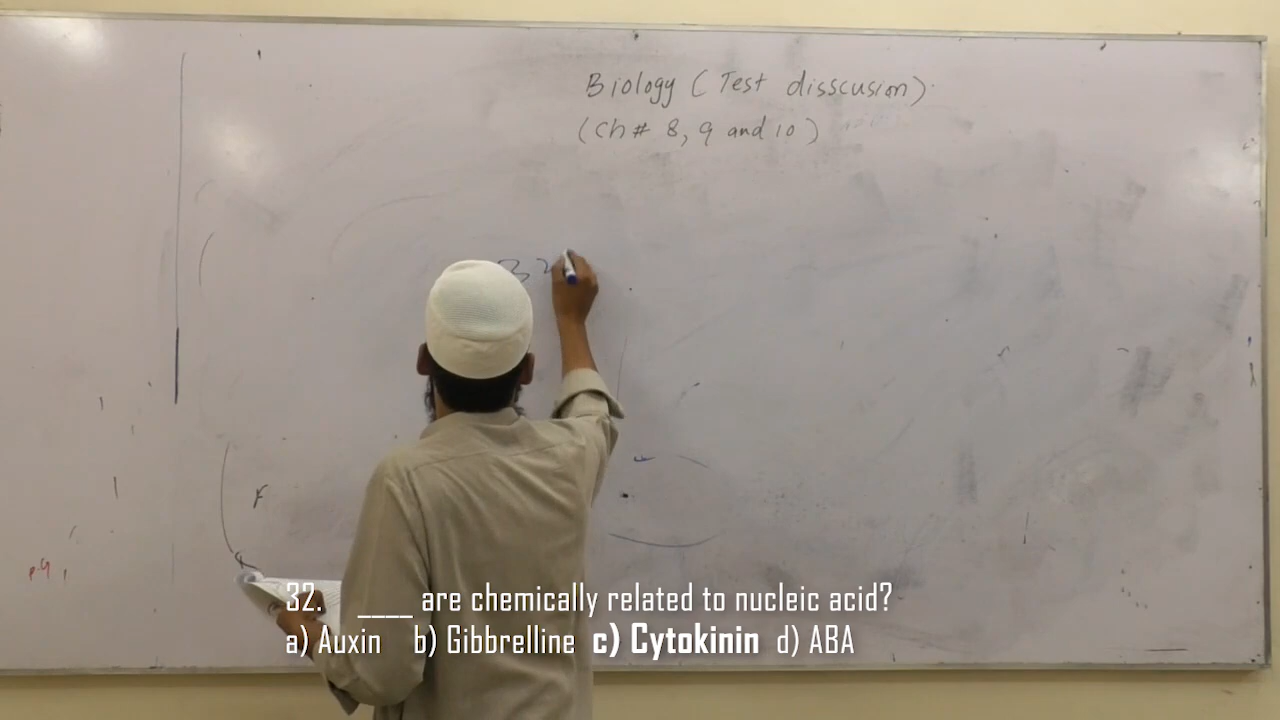 Biology (Test disscusion)
(Ch# 8, 9 and 10)
32
32. ____ are chemically related to nucleic acid?
a) Auxin b) Gibbrelline c) Cytokinin d) ABA